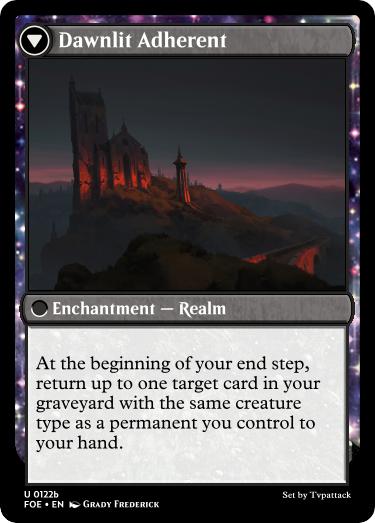 Dawnlit Adherent
Enchantment — Realm
At the beginning of your end step,
return up to one target card in your
graveyard with the same creature
type as a permanent you control to
your hand.
U 0122b
Set by Tvpattack
FOE • EN Grady Frederick